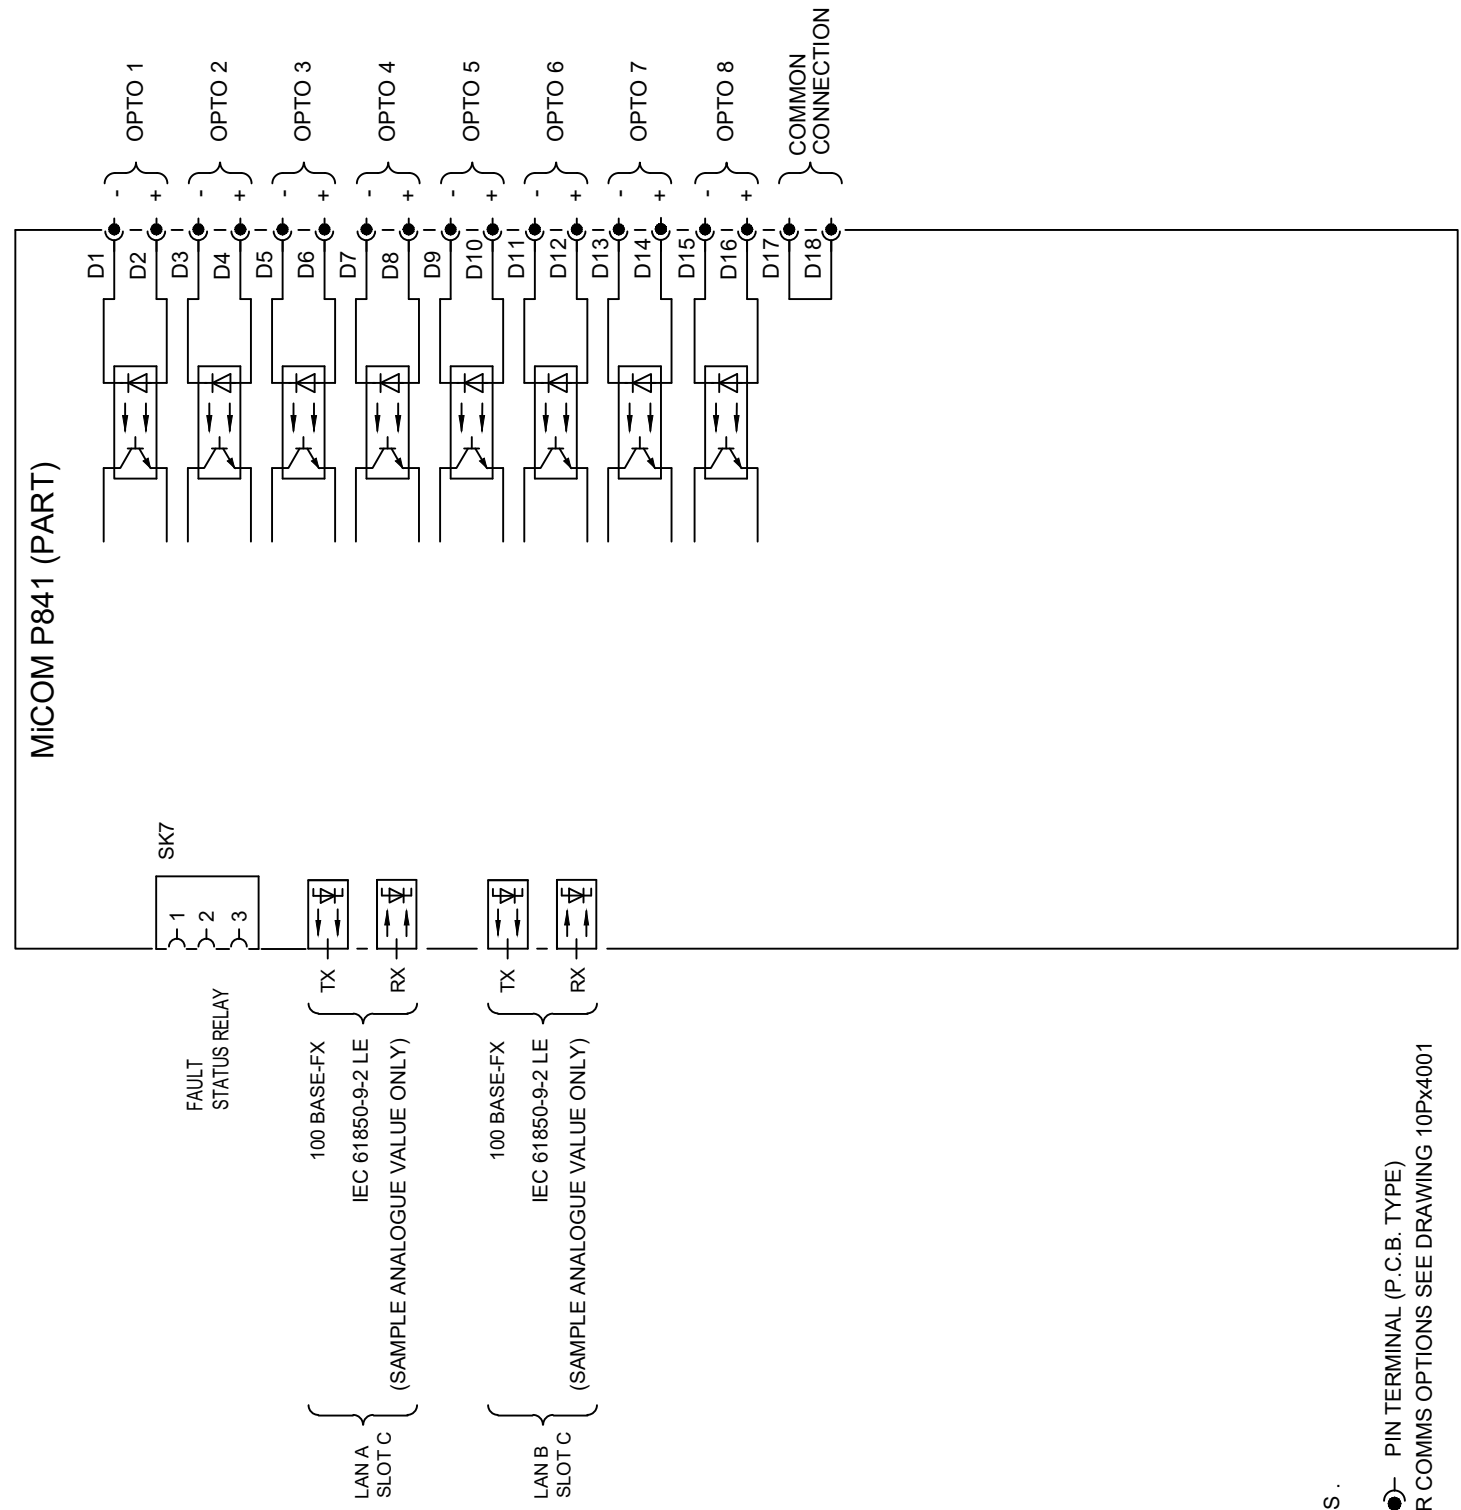 MiCOM P841 (PART)
D1
-
OPTO 1
D2
+
D3
-
OPTO 2
D4
+
D5
-
OPTO 3
D6
+
D7
-
OPTO 4
D8
+
D9
-
OPTO 5
D10
+
D11
-
OPTO 6
D12
+
D13
-
OPTO 7
D14
+
D15
-
OPTO 8
D16
+
D17
D18
COMMON
CONNECTION
SK7
1
2
3
FAULT
STATUS RELAY
TX
RX
100 BASE-FX
IEC 61850-9-2 LE
(SAMPLE ANALOGUE VALUE ONLY)
LAN A
SLOT C
TX
RX
100 BASE-FX
IEC 61850-9-2 LE
(SAMPLE ANALOGUE VALUE ONLY)
LAN B
SLOT C
S .
PIN TERMINAL (P.C.B. TYPE)
R COMMS OPTIONS SEE DRAWING 10Px4001